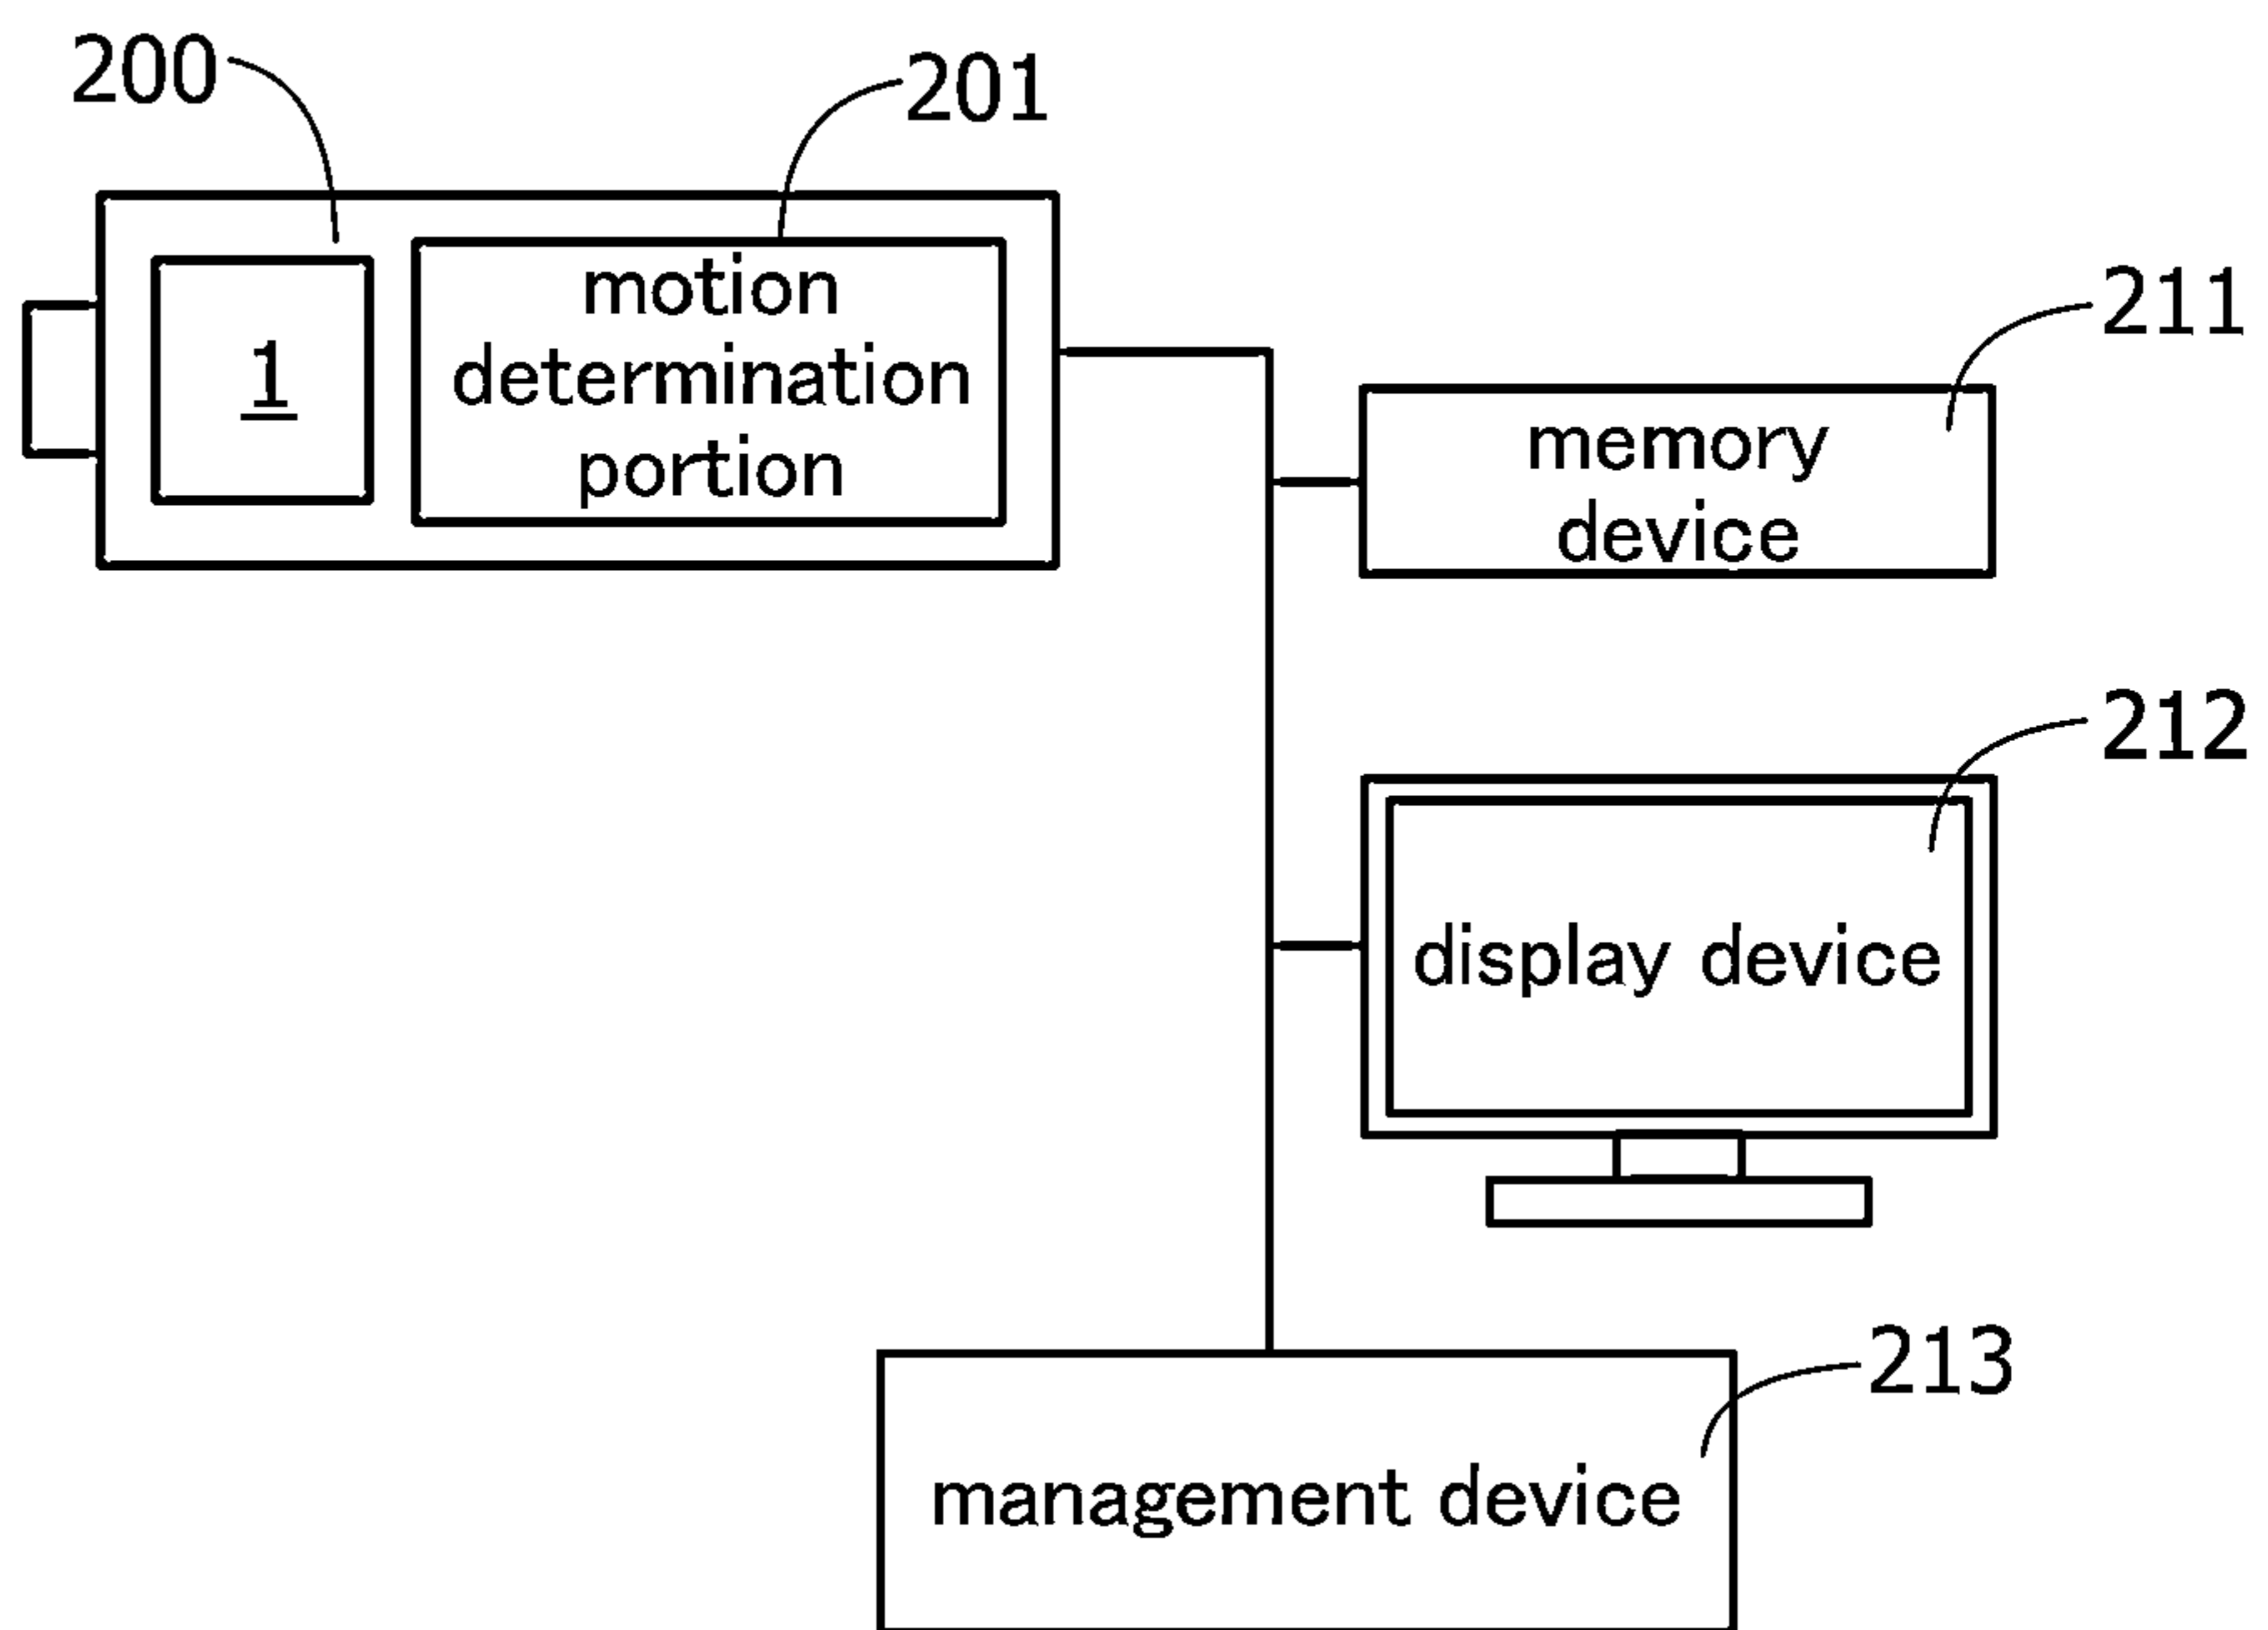 200
201
1
motion
determination
portion
211
memory
device
212
display device
213
management device